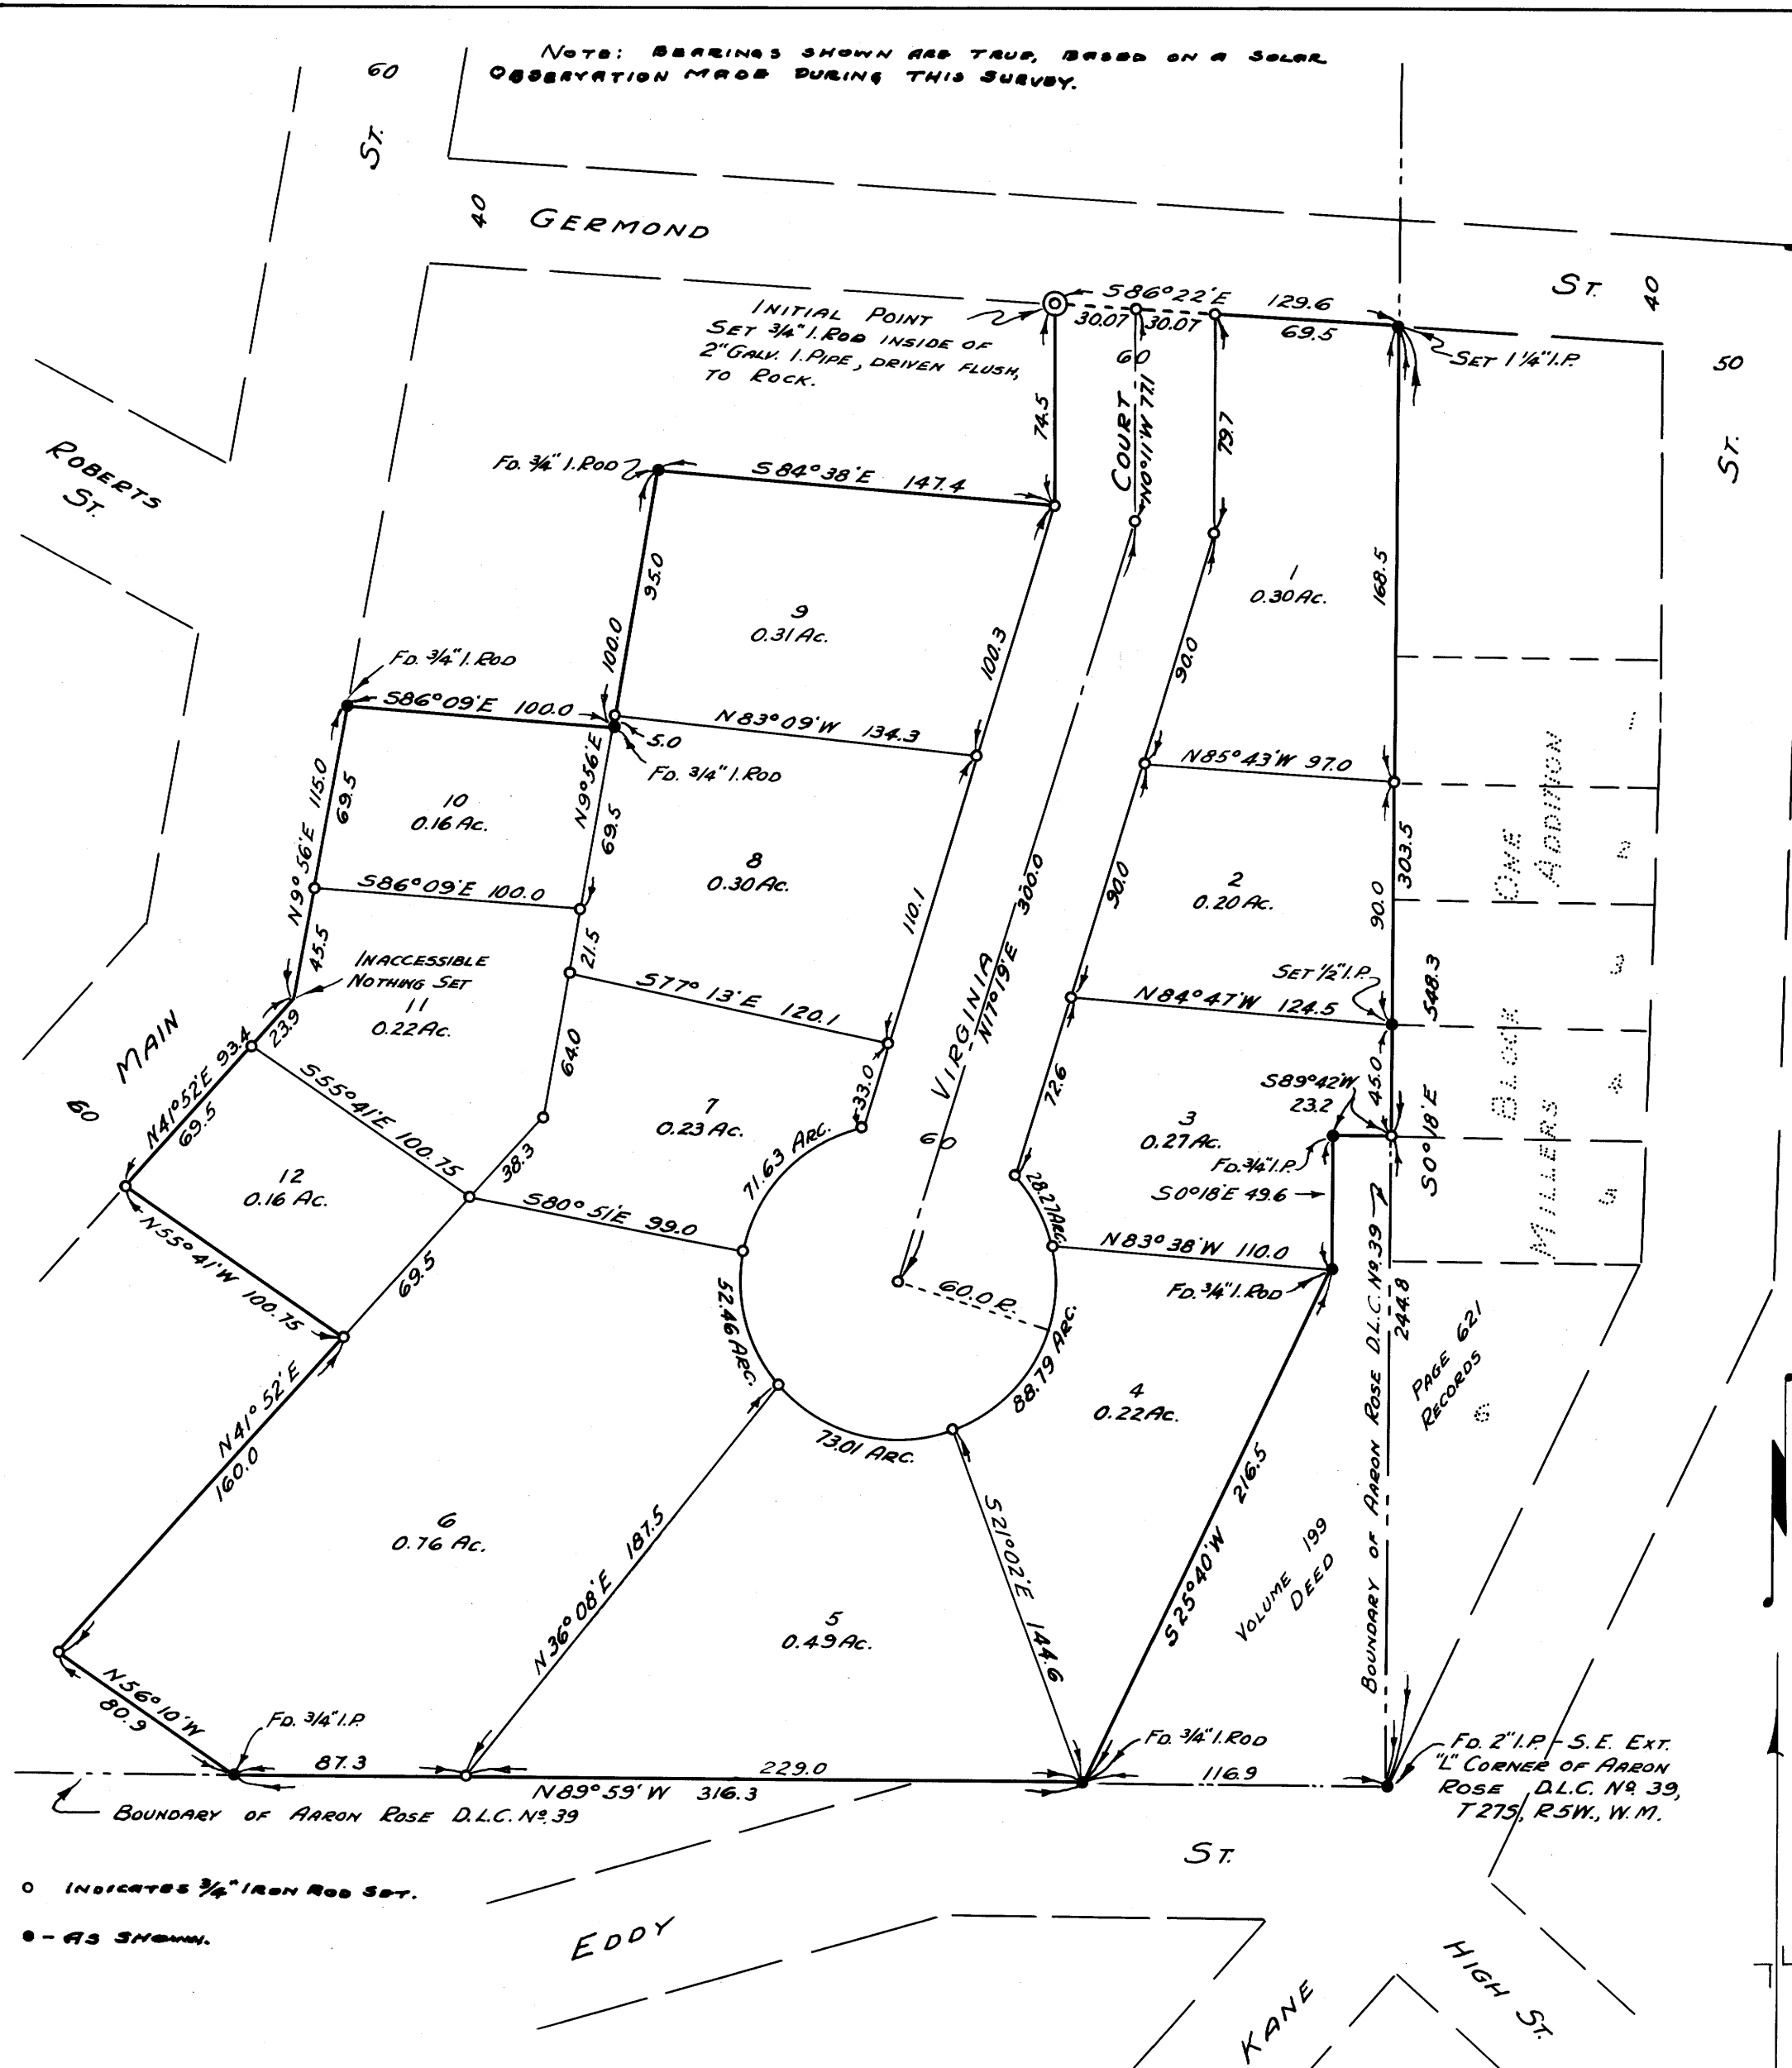 NOTE: BEARINGS SHOWN ARE TRUE, BASED ON A SOLAR
OBSERVATION MADE DURING THIS SURVEY.
60
ST.
40
GERMOND
ST.
40
50
ST.
INITIAL POINT
SET 3/4" I. ROD INSIDE OF
2" GALV. I. PIPE, DRIVEN FLUSH,
TO ROCK.
S86°22'E 129.6
30.07
30.07
69.5
SET 1 1/4" I.P.
60
COURT
N0°11'W 77.1
74.5
79.7
ROBERTS
ST.
FD. 3/4" I. ROD
S84°38'E 147.4
95.0
100.0
9
0.31 AC.
100.3
1
0.30 AC.
90.0
168.5
FD. 3/4" I. ROD
S86°09'E 100.0
5.0
FD. 3/4" I. ROD
N83°09'W 134.3
N85°43'W 97.0
N9°56'E 115.0
69.5
10
0.16 AC.
N9°56'E
69.5
8
0.30 AC.
110.1
VIRGINIA
N17°19'E 300.0
60
90.0
2
0.20 AC.
90.0
303.5
S86°09'E 100.0
45.5
INACCESSIBLE
NOTHING SET
11
0.22 AC.
21.5
S77°13'E 120.1
SET 1/2" I.P.
N84°47'W 124.5
548.3
BLOCK ONE
MILLERS ADDITION
1
2
3
4
5
6
MAIN
60
N41°52'E 93.4
23.9
69.5
S55°41'E 100.75
64.0
38.3
7
0.23 AC.
33.0
71.63 ARC.
72.6
3
0.27 AC.
S89°42'W
23.2
45.0
S0°18'E
FD. 3/4" I.P.
S0°18'E 49.6
28.27 ARC.
12
0.16 AC.
N55°41'W 100.75
S80°51'E 99.0
69.5
52.46 ARC.
60.0 R.
N83°38'W 110.0
FD. 3/4" I. ROD
88.79 ARC.
73.01 ARC.
4
0.22 AC.
BOUNDARY OF AARON ROSE D.L.C. Nº 39
244.8
PAGE 621
RECORDS
VOLUME 199
DEED
N41°52'E
160.0
6
0.76 AC.
N36°08'E 187.5
5
0.49 AC.
S21°02'E 144.6
S25°40'W 216.5
N56°10'W
80.9
FD. 3/4" I.P.
87.3
229.0
N89°59'W 316.3
FD. 3/4" I. ROD
116.9
FD. 2" I.P. - S.E. EXT.
"L" CORNER OF AARON
ROSE D.L.C. Nº 39,
T27S, R5W., W.M.
BOUNDARY OF AARON ROSE D.L.C. Nº 39
INDICATES 3/4" IRON ROD SET.
- AS SHOWN.
EDDY
ST.
KANE
HIGH ST.
N